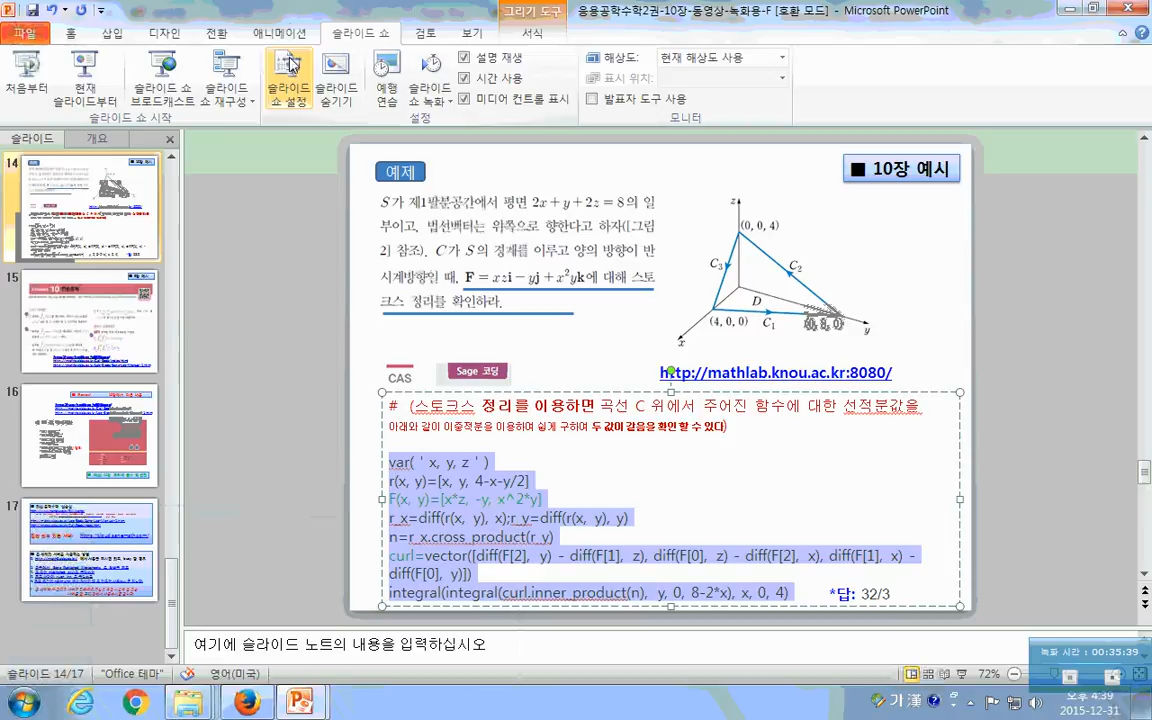 응용공학수학2권-10장-동영상-녹화용-F [호환 모드] - Microsoft PowerPoint
그리기 도구
파일 홈 삽입 디자인 전환 애니메이션 슬라이드 쇼 검토 보기 서식
처음부터
현재 슬라이드부터
슬라이드 쇼 브로드캐스트
슬라이드 쇼 재구성
슬라이드 쇼 설정
슬라이드 숨기기
예행 연습
슬라이드 쇼 녹화
설명 재생
시간 사용
미디어 컨트롤 표시
해상도: 현재 해상도 사용
표시 위치:
발표자 도구 사용
슬라이드 쇼 시작 설정 모니터
슬라이드 개요
14
15
16
17
예제
■ 10장 예시
S가 제1팔분공간에서 평면 2x+y+2z=8의 일
부이고, 법선벡터는 위쪽으로 향한다고 하자([그림
2] 참조). C가 S의 경계를 이루고 양의 방향이 반
시계방향일 때, F = xzi-yj+x²yk에 대해 스토
크스 정리를 확인하라.
z
(0, 0, 4)
C₃
C₂
D
(4, 0, 0)
C₁
(0, 8, 0)
y
x
CAS
Sage 코딩
http://mathlab.knou.ac.kr:8080/
# (스토크스 정리를 이용하면 곡선 C 위에서 주어진 함수에 대한 선적분값을
아래와 같이 이중적분을 이용하여 쉽게 구하여 두 값이 같음을 확인 할 수 있다)
var( ' x, y, z ' )
r(x, y)=[x, y, 4-x-y/2]
F(x, y)=[x*z, -y, x^2*y]
r_x=diff(r(x, y), x);r_y=diff(r(x, y), y)
n=r_x.cross_product(r_y)
curl=vector([diff(F[2], y) - diff(F[1], z), diff(F[0], z) - diff(F[2], x), diff(F[1], x) -
diff(F[0], y)])
integral(integral(curl.inner_product(n), y, 0, 8-2*x), x, 0, 4)
*답: 32/3
여기에 슬라이드 노트의 내용을 입력하십시오
녹화 시간 : 00:35:39
슬라이드 14/17 "Office 테마" 영어(미국) 72%
가 漢
오후 4:39
2015-12-31